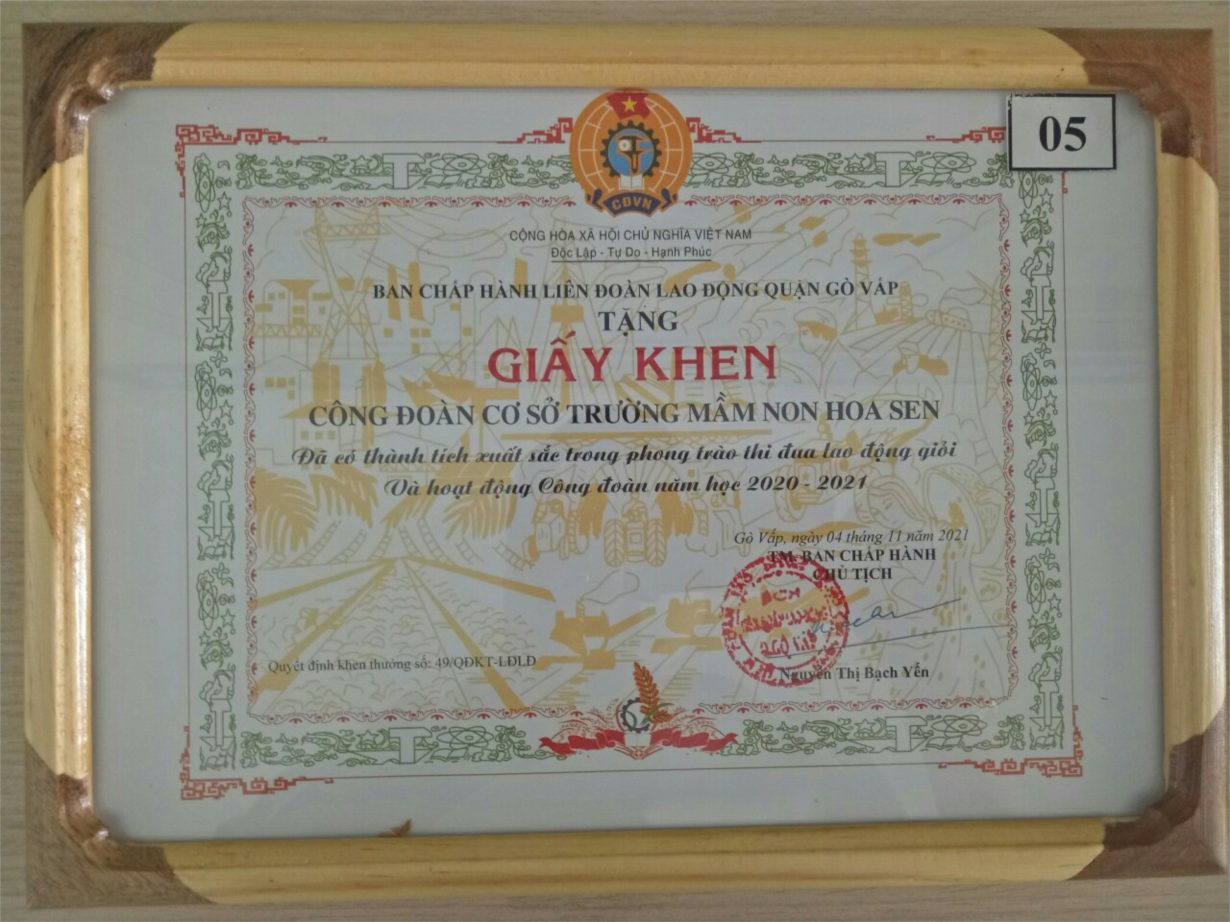 05
CĐVN
CỘNG HÒA XÃ HỘI CHỦ NGHĨA VIỆT NAM
Độc Lập - Tự Do - Hạnh Phúc
BAN CHẤP HÀNH LIÊN ĐOÀN LAO ĐỘNG QUẬN GÒ VẤP
TẶNG
GIẤY KHEN
CÔNG ĐOÀN CƠ SỞ TRƯỜNG MẦM NON HOA SEN
Đã có thành tích xuất sắc trong phong trào thi đua lao động giỏi
Và hoạt động Công đoàn năm học 2020 - 2021
Gò Vấp, ngày 04 tháng 11 năm 2021
TM. BAN CHẤP HÀNH
CHỦ TỊCH
BCH
Q.GÒ VẤP
Quyết định khen thưởng số: 49/QĐKT-LĐLĐ
Nguyễn Thị Bạch Yến